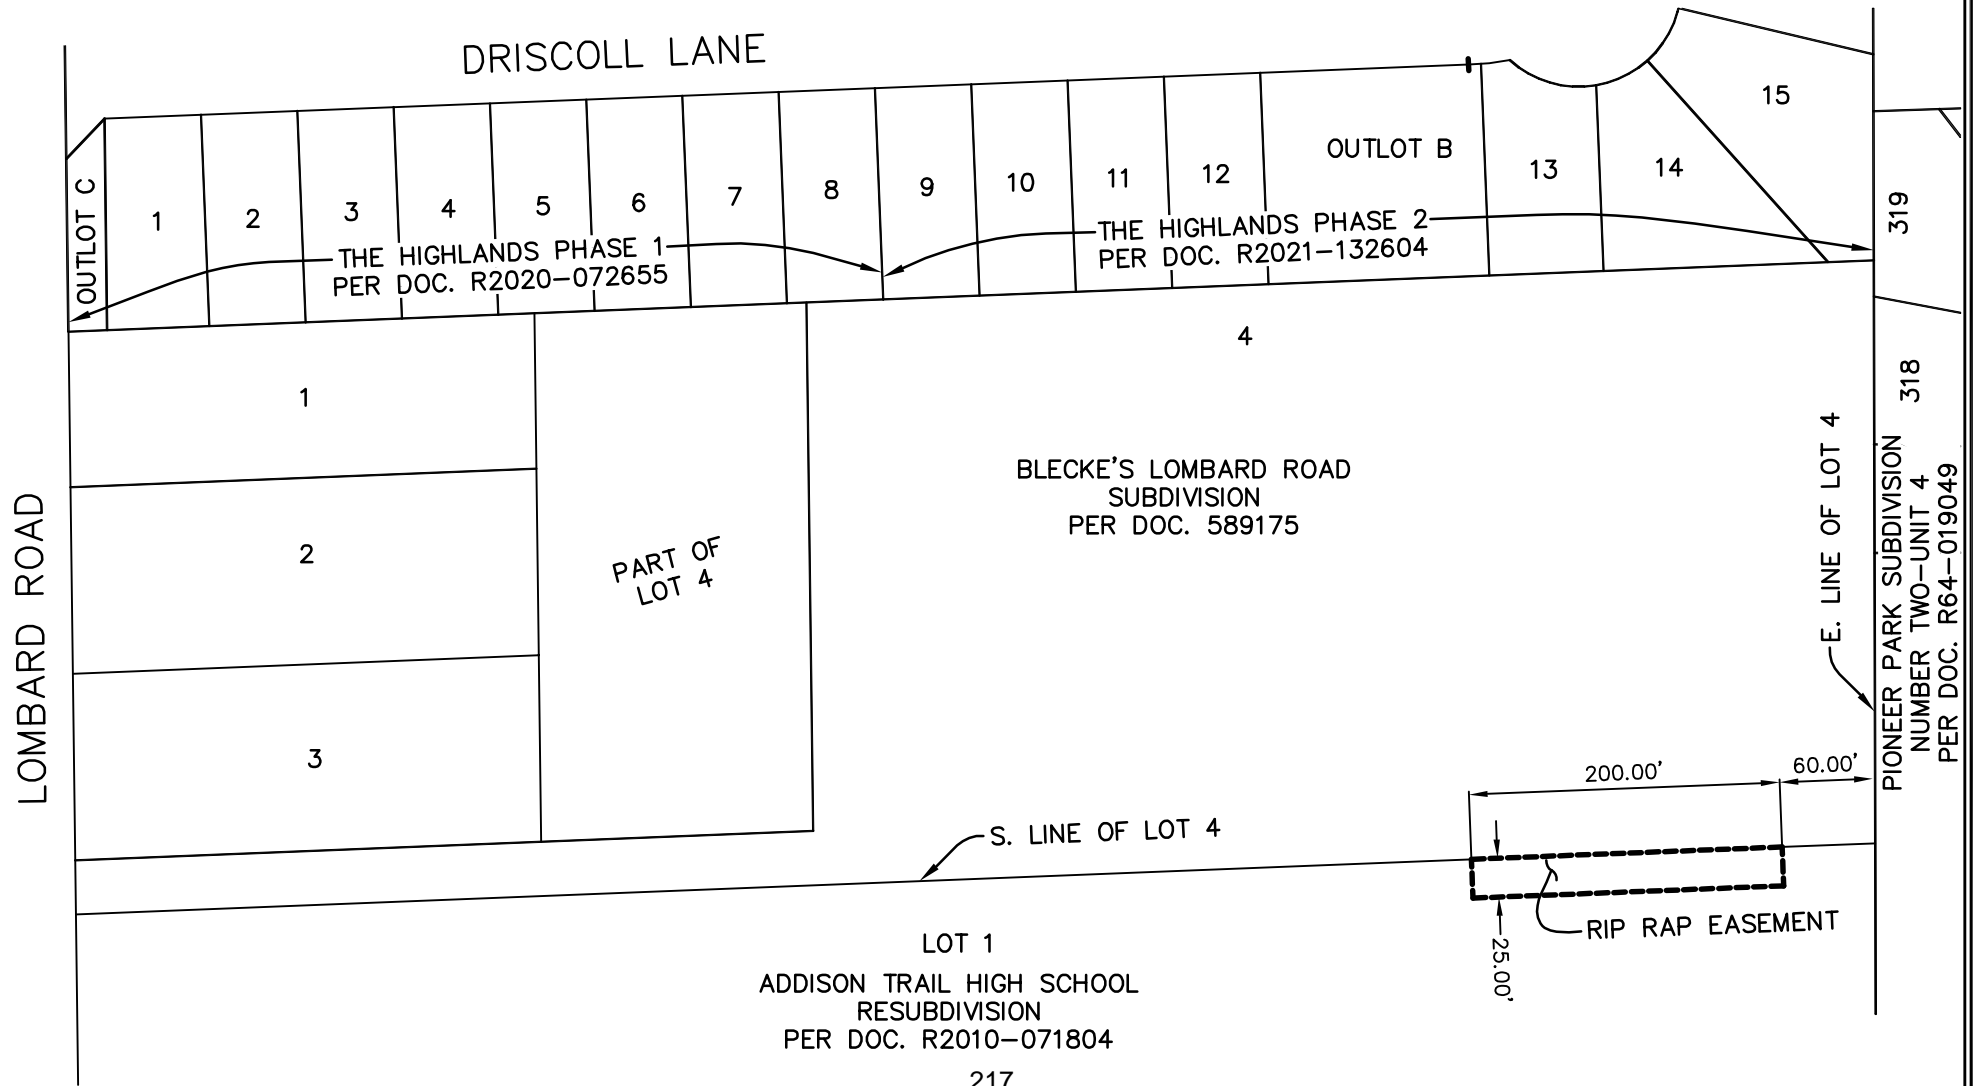 DRISCOLL LANE
OUTLOT C
1
2
3
4
5
6
7
8
9
10
11
12
OUTLOT B
13
14
15
THE HIGHLANDS PHASE 1
PER DOC. R2020-072655
THE HIGHLANDS PHASE 2
PER DOC. R2021-132604
319
318
4
1
2
3
PART OF
LOT 4
BLECKE'S LOMBARD ROAD
SUBDIVISION
PER DOC. 589175
LOMBARD ROAD
E. LINE OF LOT 4
PIONEER PARK SUBDIVISION
NUMBER TWO-UNIT 4
PER DOC. R64-019049
200.00'
60.00'
S. LINE OF LOT 4
RIP RAP EASEMENT
25.00'
LOT 1
ADDISON TRAIL HIGH SCHOOL
RESUBDIVISION
PER DOC. R2010-071804
217